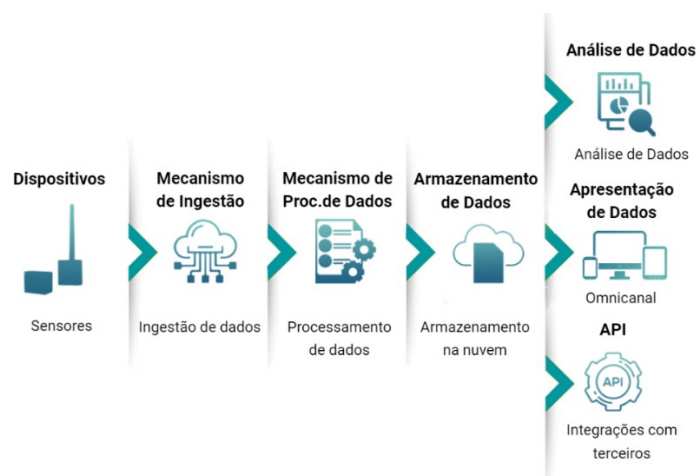 Dispositivos
Sensores
Mecanismo
de Ingestão
Ingestão de dados
Mecanismo de
Proc.de Dados
Processamento
de dados
Armazenamento
de Dados
Armazenamento
na nuvem
Análise de Dados
Análise de Dados
Apresentação
de Dados
Omnicanal
API
API
Integrações com
terceiros